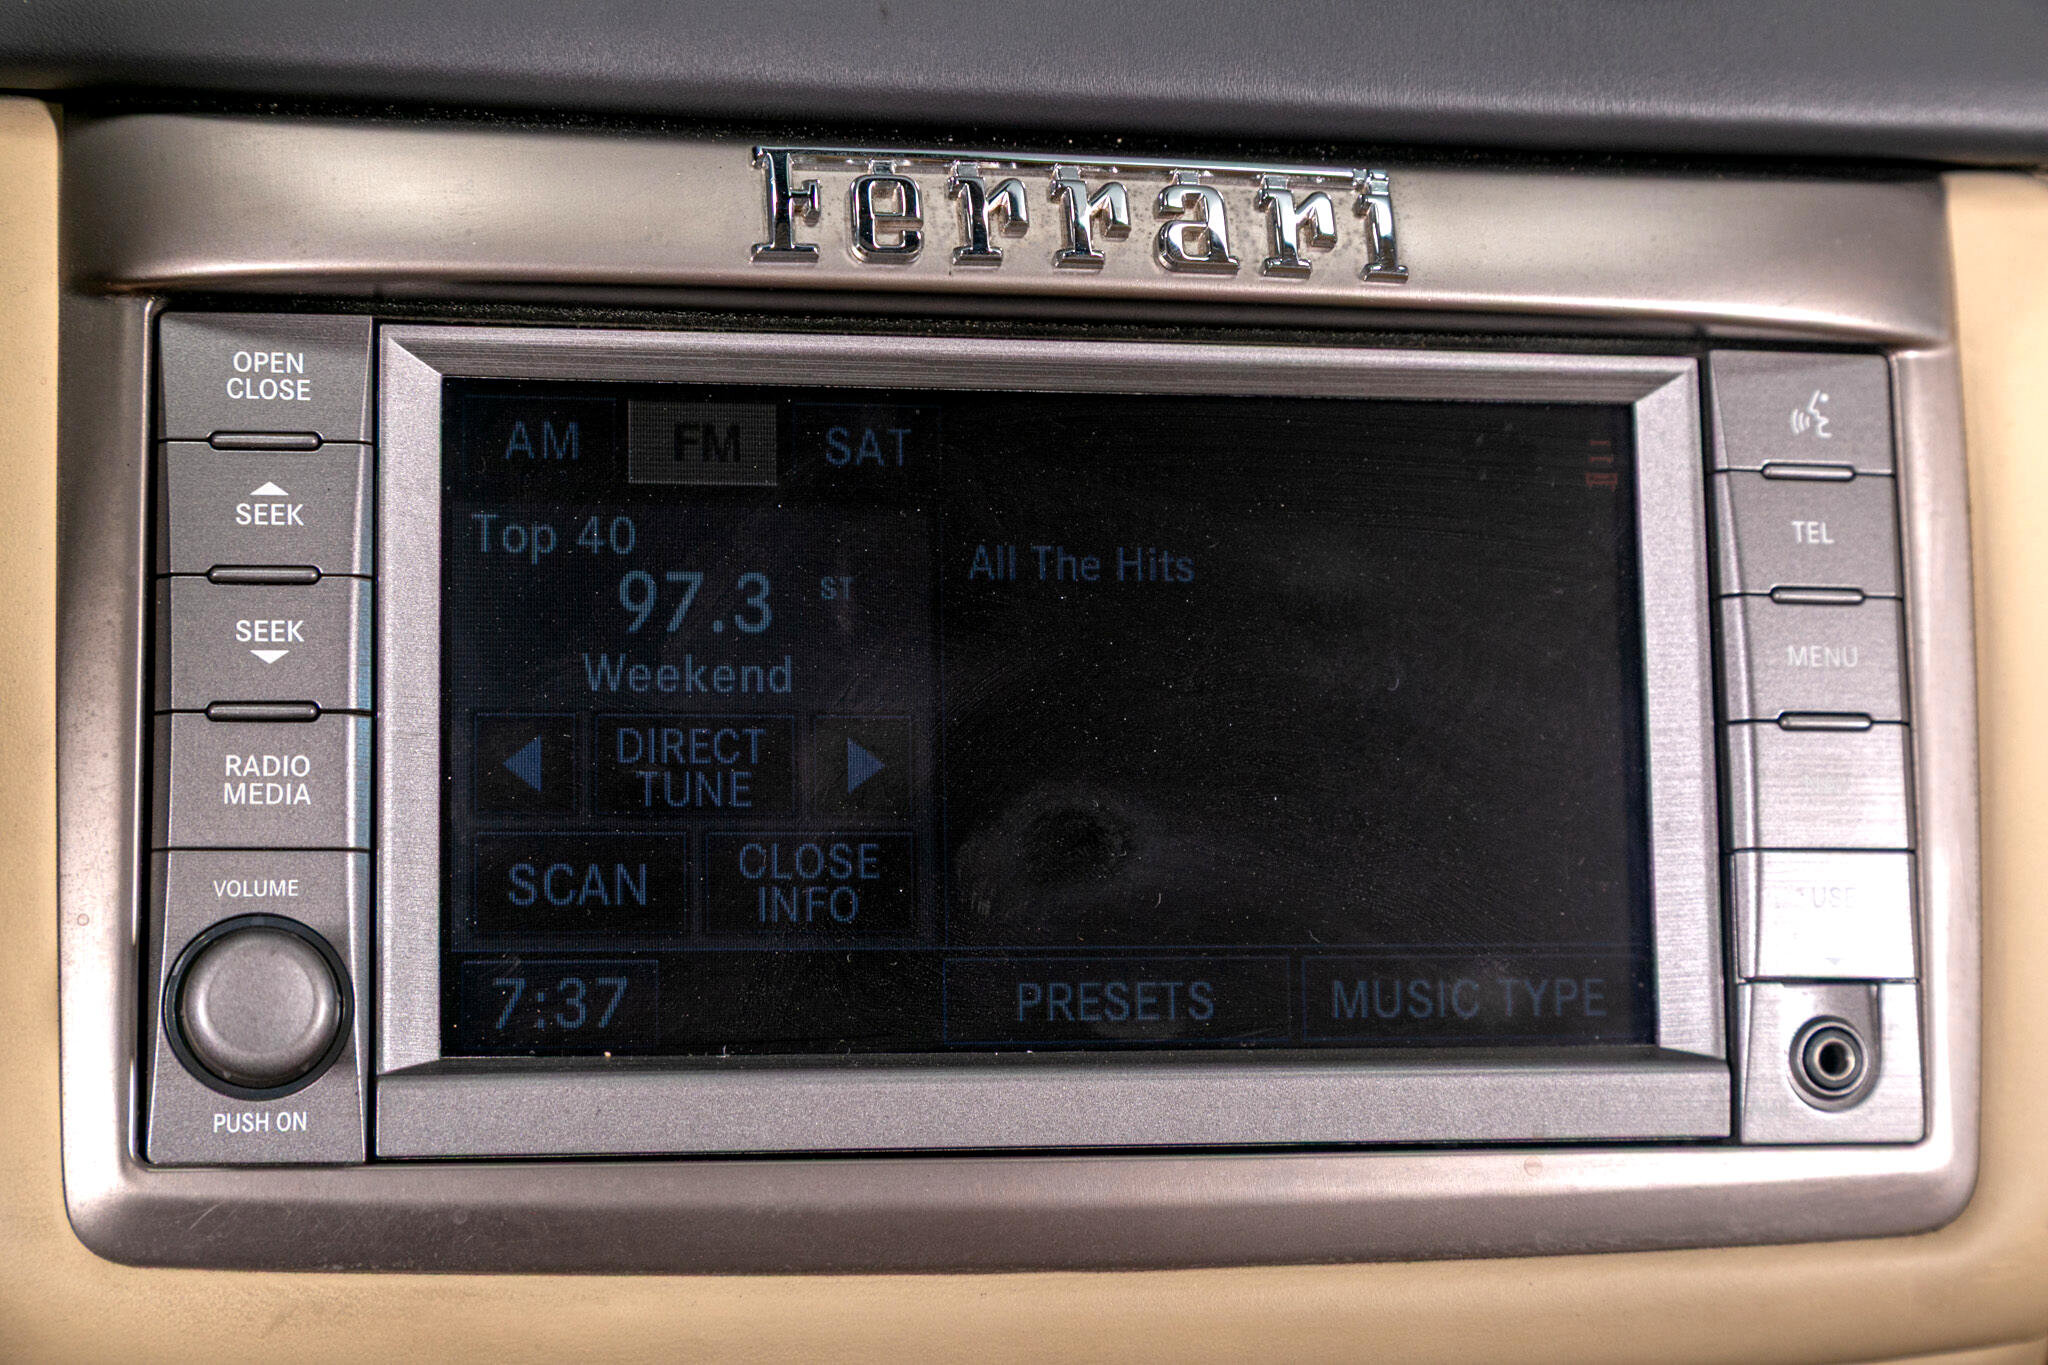 Ferrari
OPEN
CLOSE
SEEK
SEEK
RADIO
MEDIA
VOLUME
PUSH ON
AM FM SAT
Top 40
97.3 ST
Weekend
DIRECT
TUNE
SCAN
CLOSE
INFO
7:37
All The Hits
PRESETS
MUSIC TYPE
TEL
MENU